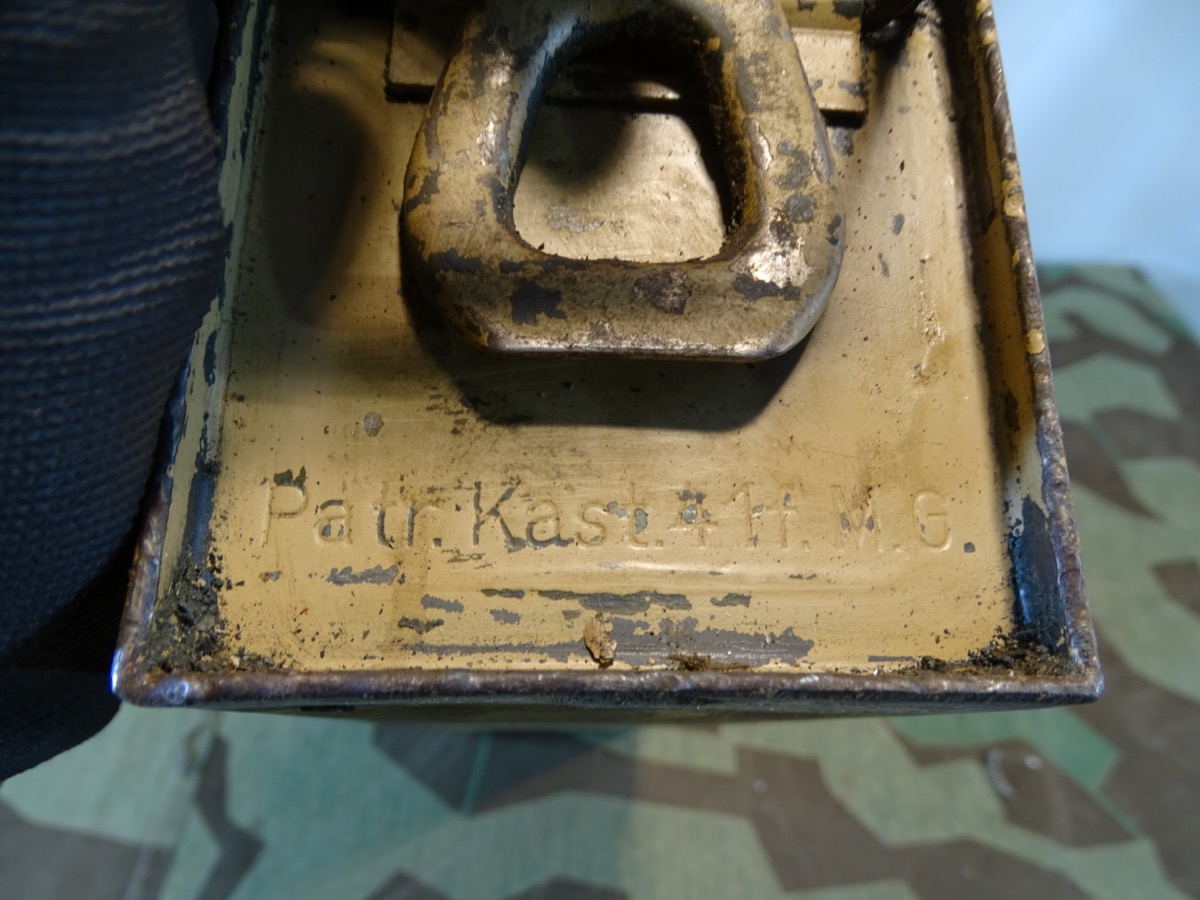 Patr. Kast. 41 f. M. G.